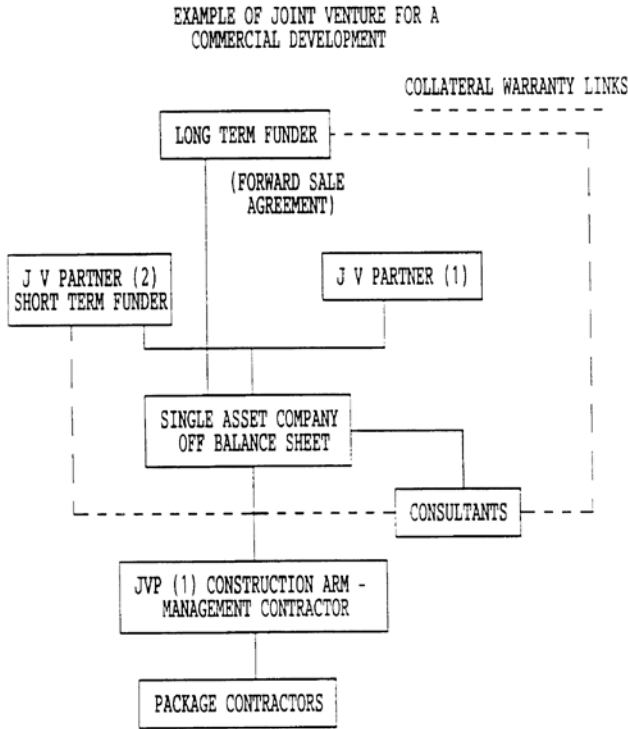 EXAMPLE OF JOINT VENTURE FOR A
COMMERCIAL DEVELOPMENT
COLLATERAL WARRANTY LINKS
LONG TERM FUNDER
(FORWARD SALE
AGREEMENT)
J V PARTNER (2)
SHORT TERM FUNDER
J V PARTNER (1)
SINGLE ASSET COMPANY
OFF BALANCE SHEET
CONSULTANTS
JVP (1) CONSTRUCTION ARM -
MANAGEMENT CONTRACTOR
PACKAGE CONTRACTORS